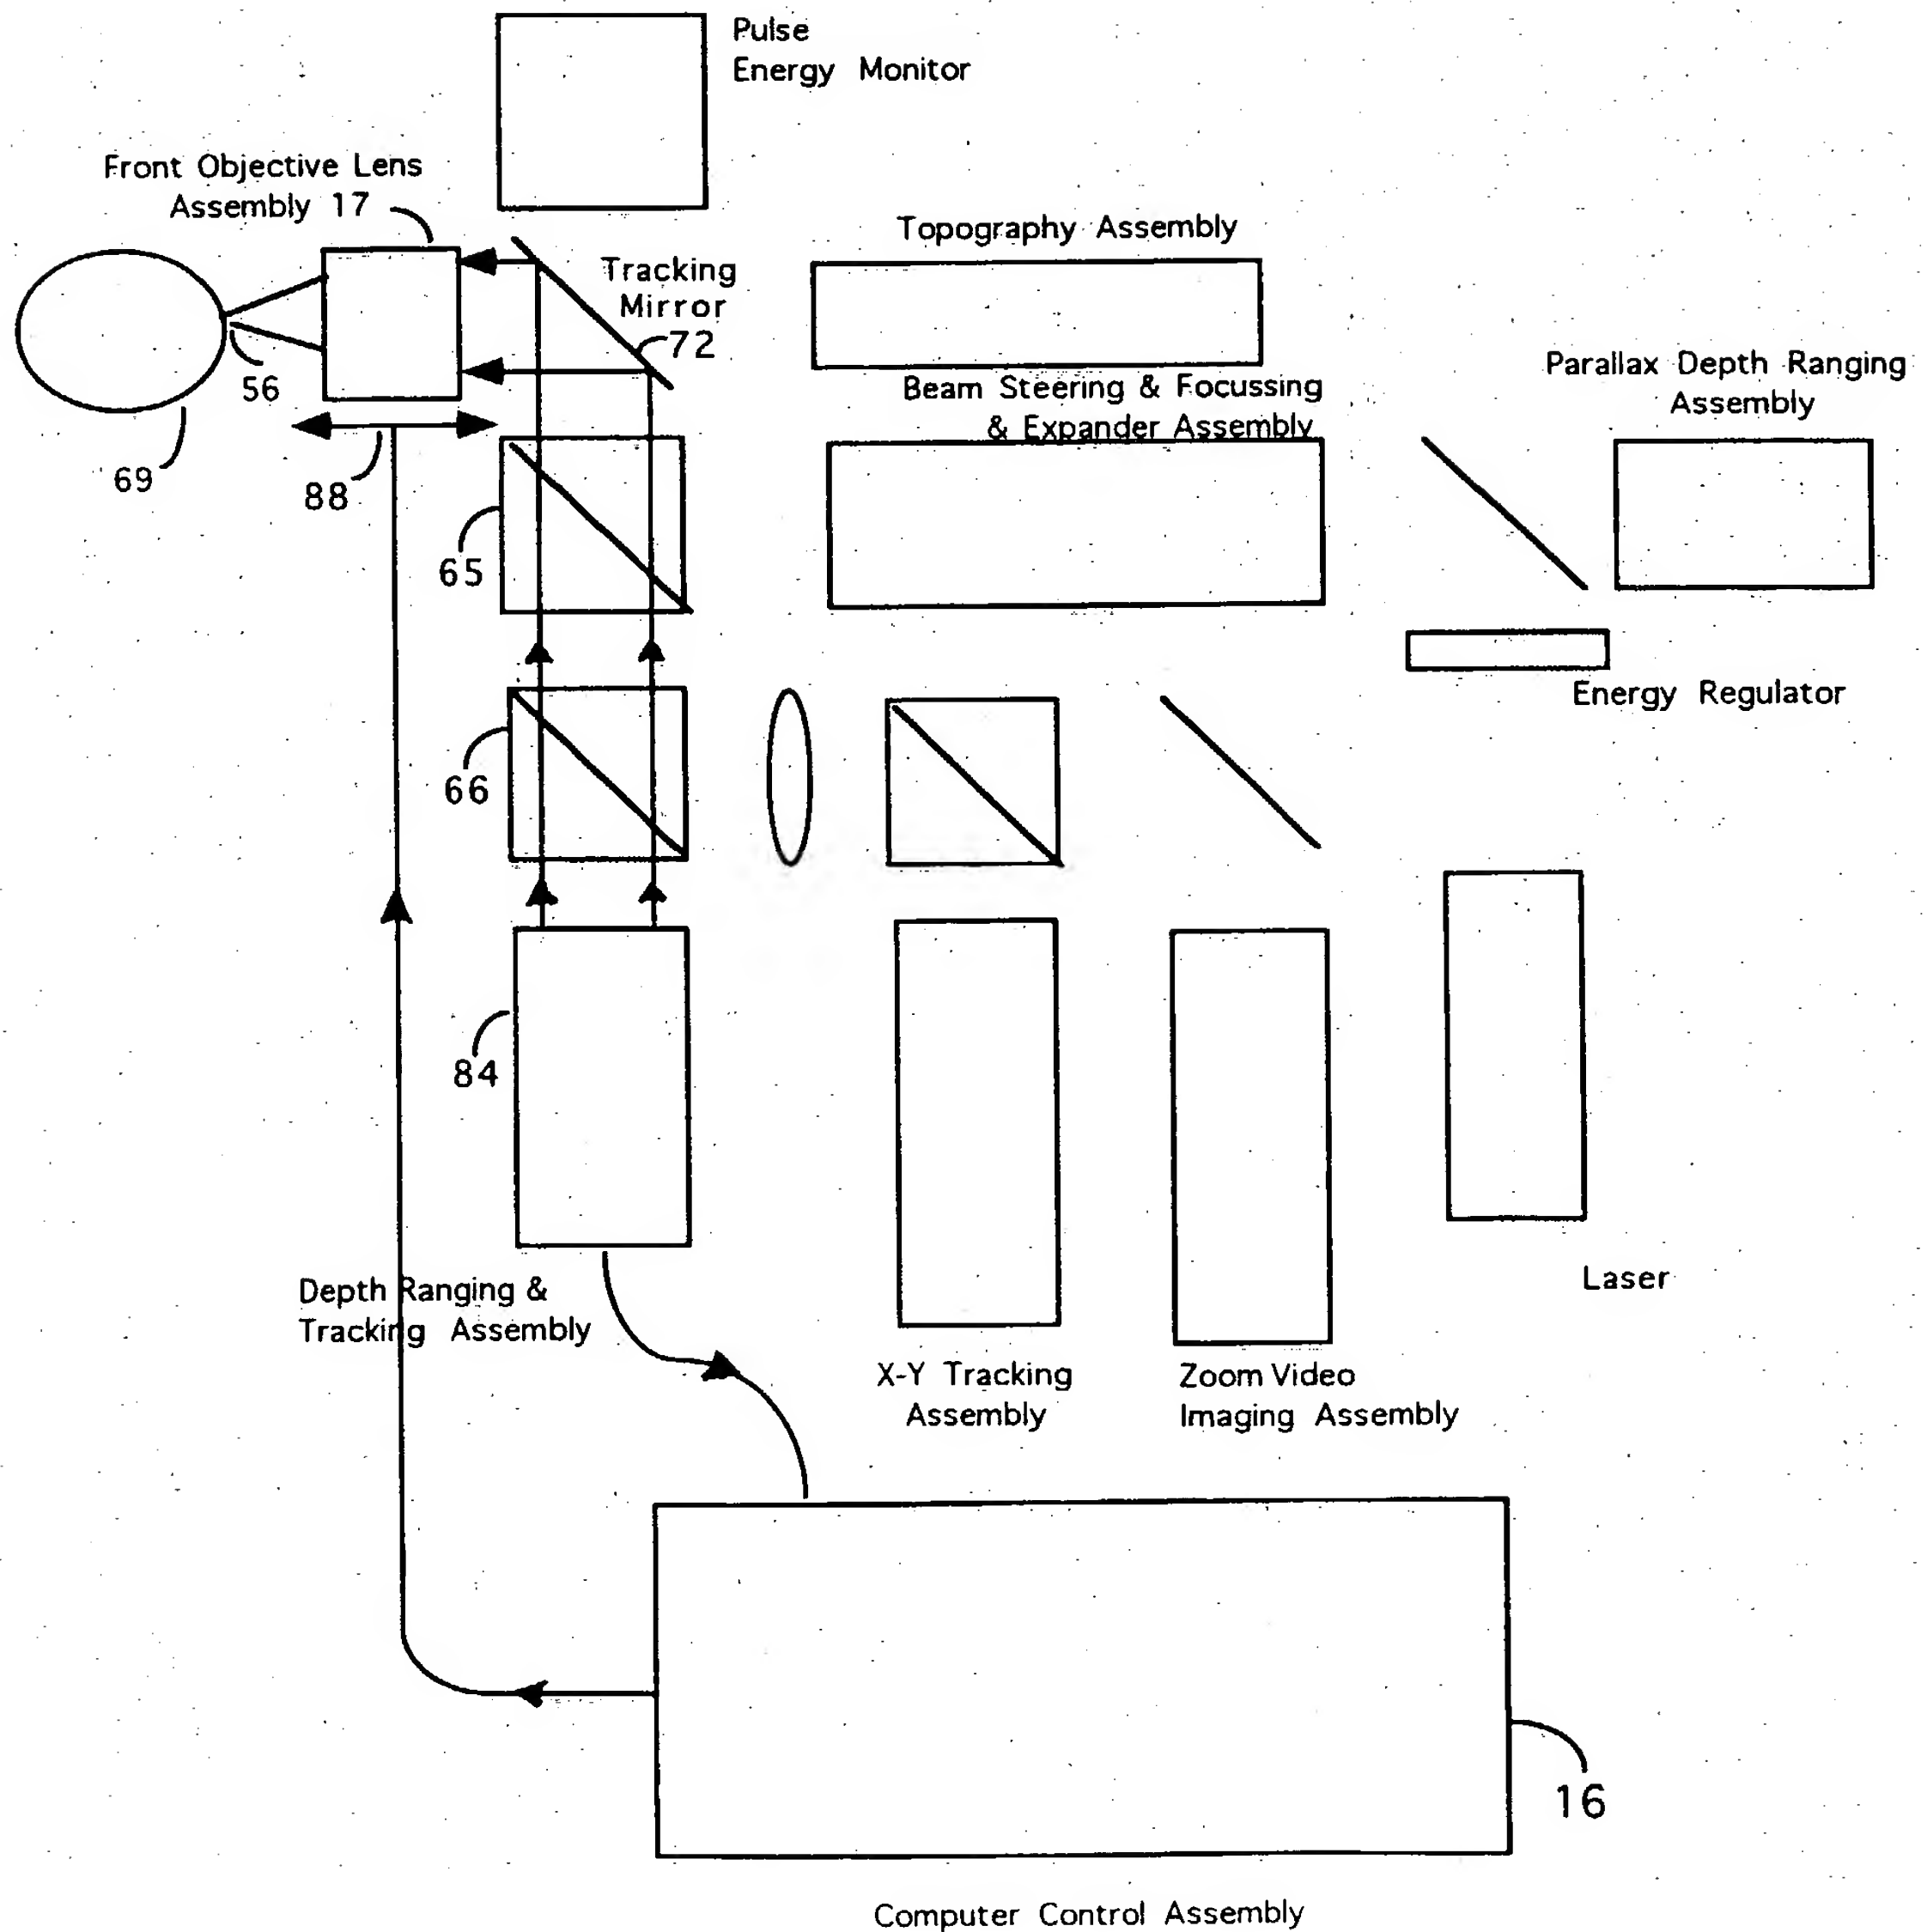 Pulse
Energy Monitor
Front Objective Lens
Assembly 17
Topography Assembly
Tracking
Mirror
72
56
Parallax Depth Ranging
Assembly
Beam Steering & Focussing
& Expander Assembly
69
88
65
Energy Regulator
66
84
Depth Ranging &
Tracking Assembly
Laser
X-Y Tracking
Assembly
Zoom Video
Imaging Assembly
16
Computer Control Assembly